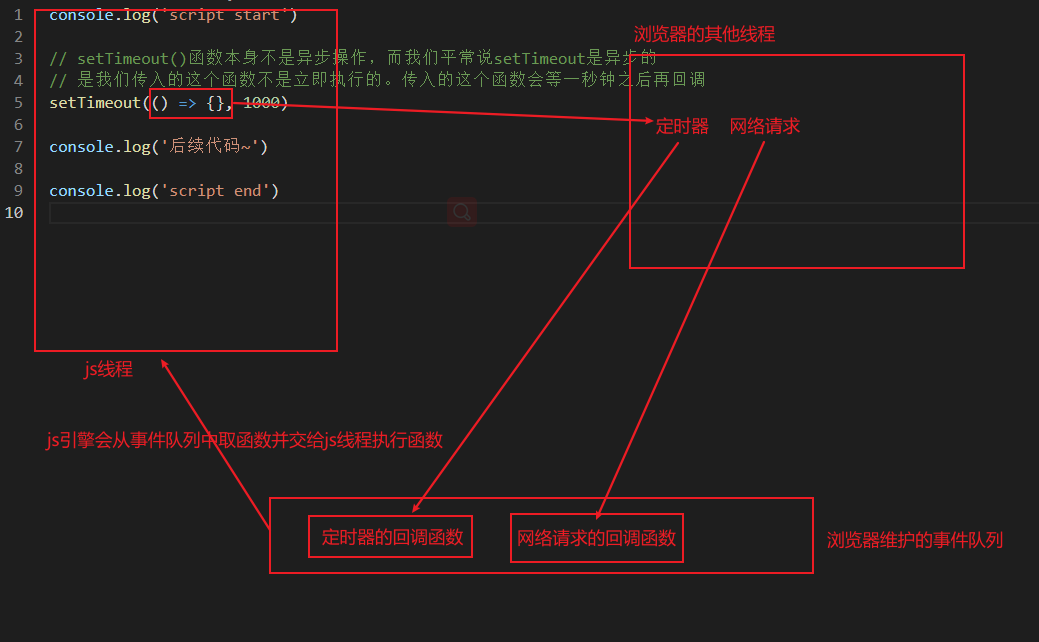 1 console.log('script start')
浏览器的其他线程
2
3 // setTimeout()函数本身不是异步操作, 而我们平常说setTimeout是异步的
4 // 是我们传入的这个函数不是立即执行的。传入的这个函数会等一秒钟之后再回调
5 setTimeout(() => {}, 1000)
定时器 网络请求
6
7 console.log('后续代码~')
8
9 console.log('script end')
10
js线程
js引擎会从事件队列中取函数并交给js线程执行函数
定时器的回调函数 网络请求的回调函数 浏览器维护的事件队列